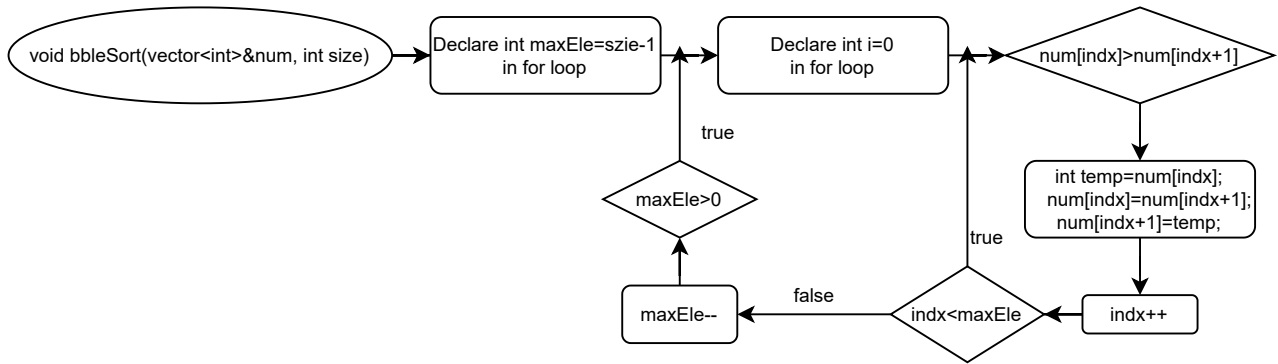 void bbleSort(vector<int>&num, int size)
Declare int maxEle=szie-1
in for loop
Declare int i=0
in for loop
num[indx]>num[indx+1]
true
int temp=num[indx];
num[indx]=num[indx+1];
num[indx+1]=temp;
maxEle>0
true
false
maxEle--
indx<maxEle
indx++